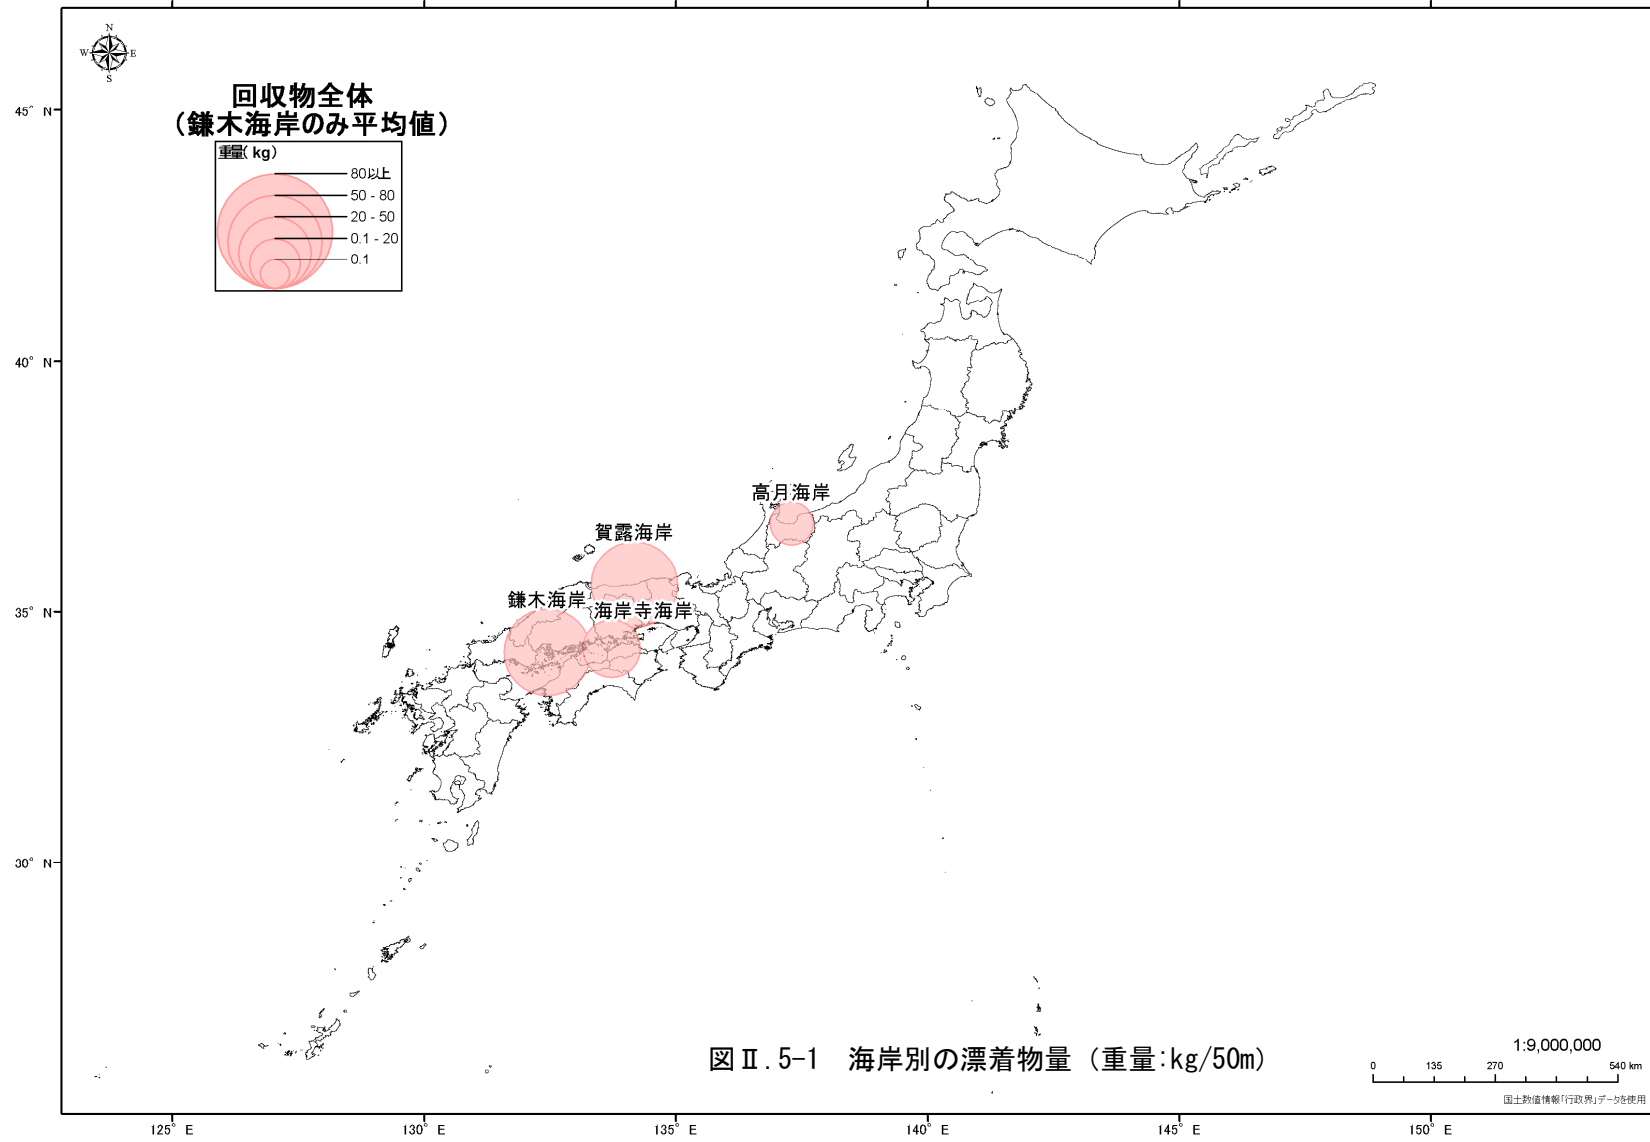 N
W E
S
回収物全体
（鎌木海岸のみ平均値）
重量( kg)
80以上
50 - 80
20 - 50
0.1 - 20
0.1
45° N
40° N
35° N
30° N
高月海岸
賀露海岸
鎌木海岸
海岸寺海岸
図Ⅱ.5-1 海岸別の漂着物量（重量:kg/50m）
1:9,000,000
0 135 270 540 km
国土数値情報「行政界」データを使用
125° E 130° E 135° E 140° E 145° E 150° E